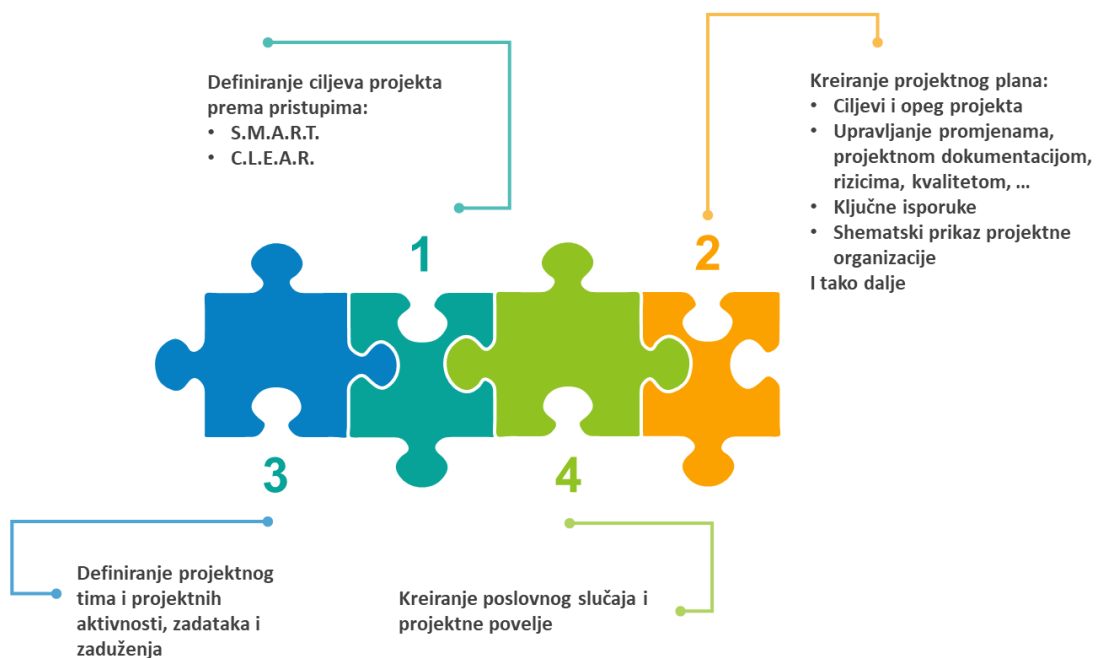 Definiranje ciljeva projekta
prema pristupima:
• S.M.A.R.T.
• C.L.E.A.R.
1
Kreiranje projektnog plana:
• Ciljevi i opeg projekta
• Upravljanje promjenama,
projektnom dokumentacijom,
rizicima, kvalitetom, ...
• Ključne isporuke
• Shematski prikaz projektne
organizacije
I tako dalje
2
3
Definiranje projektnog
tima i projektnih
aktivnosti, zadataka i
zaduženja
4
Kreiranje poslovnog slučaja i
projektne povelje